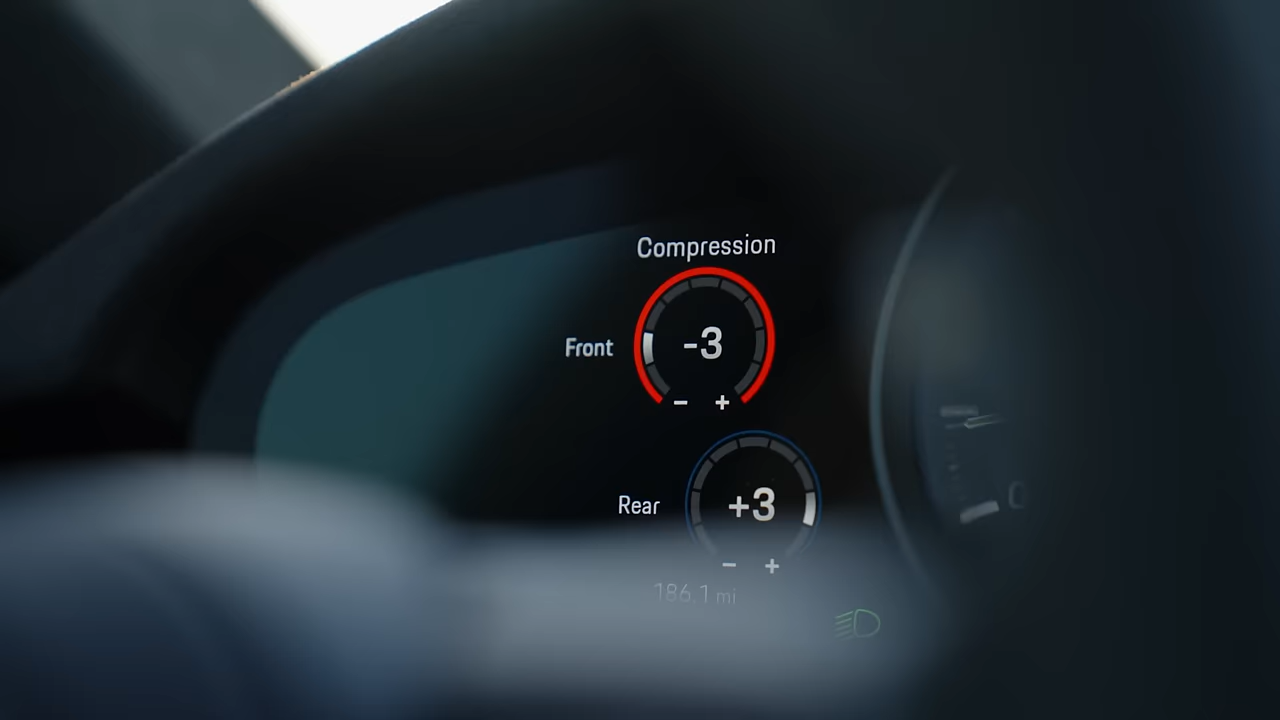 Compression
Front
-3
- +
Rear
+3
- +
186.1 mi